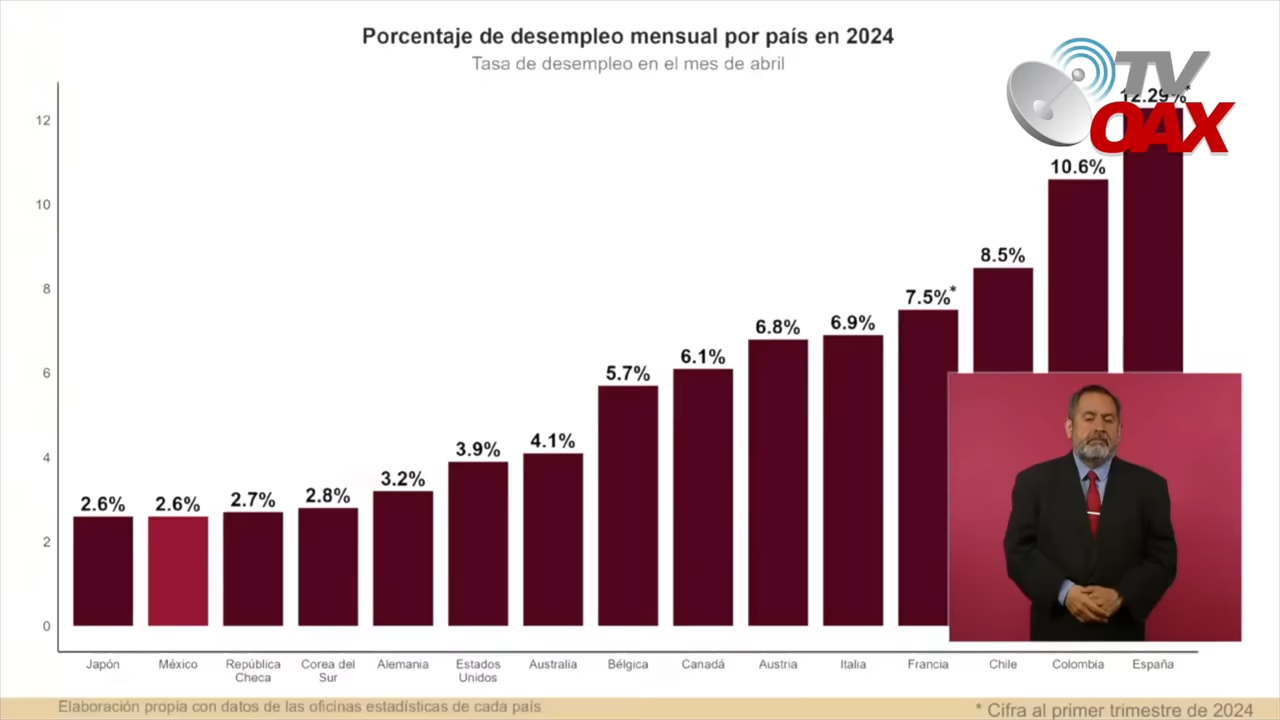 Porcentaje de desempleo mensual por país en 2024
Tasa de desempleo en el mes de abril
TV
OAX
12.29%*
10.6%
8.5%
7.5%*
6.9%
6.8%
6.1%
5.7%
4.1%
3.9%
3.2%
2.8%
2.7%
2.6%
2.6%
12
10
8
6
4
2
0
Japón
México
República
Checa
Corea del
Sur
Alemania
Estados
Unidos
Australia
Bélgica
Canadá
Austria
Italia
Francia
Chile
Colombia
España
Elaboración propia con datos de las oficinas estadísticas de cada país
* Cifra al primer trimestre de 2024